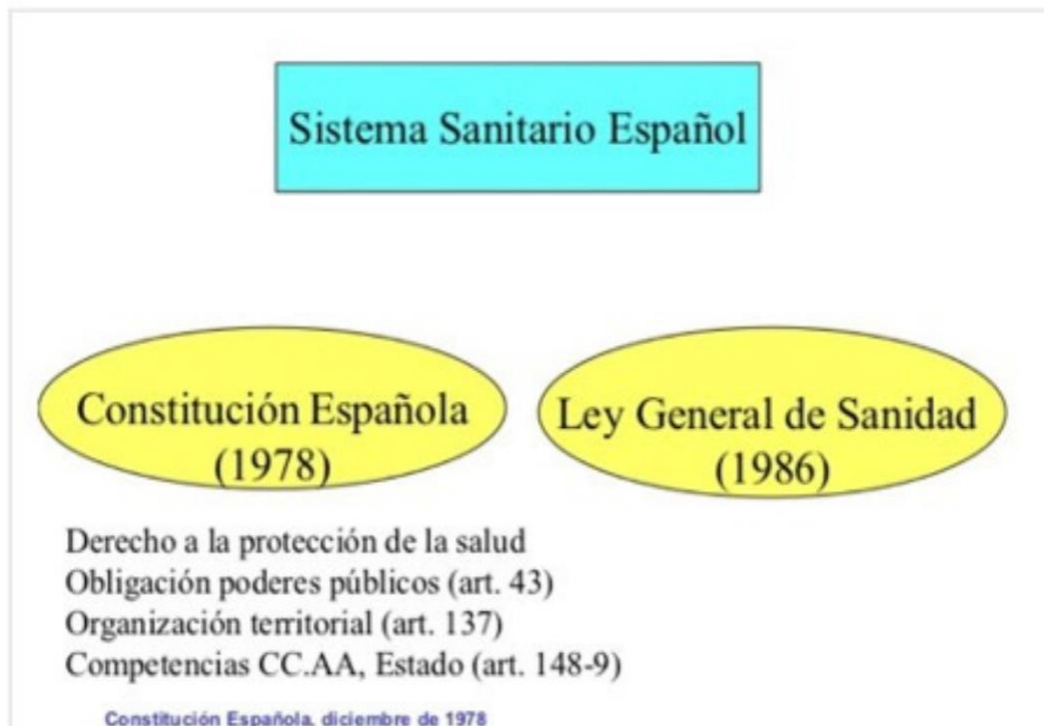 Sistema Sanitario Español
Constitución Española
(1978)
Ley General de Sanidad
(1986)
Derecho a la protección de la salud
Obligación poderes públicos (art. 43)
Organización territorial (art. 137)
Competencias CC.AA, Estado (art. 148-9)
Constitución Española, diciembre de 1978